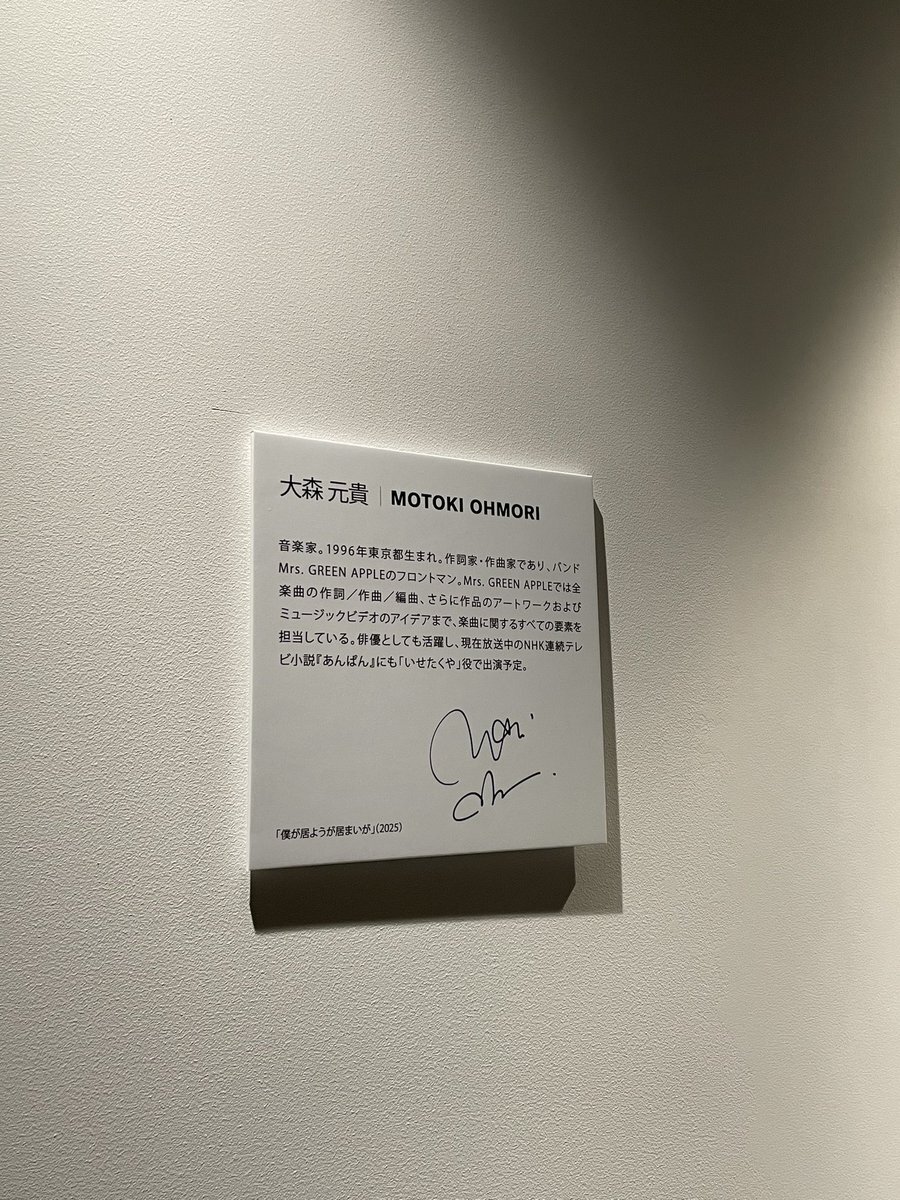 大森 元貴｜MOTOKI OHMORI
音楽家。1996年東京都生まれ。作詞家・作曲家であり、バンド
Mrs. GREEN APPLEのフロントマン。Mrs. GREEN APPLEでは全
楽曲の作詞／作曲／編曲、さらに作品のアートワークおよび
ミュージックビデオのアイデアまで、楽曲に関するすべての要素を
担当している。俳優としても活躍し、現在放送中のNHK連続テレ
ビ小説『あんぱん』にも「いせたくや」役で出演予定。
「僕が居ようが居まいが」（2025）